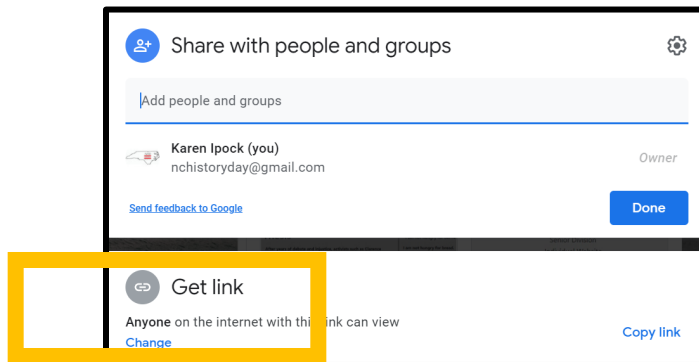 Share with people and groups
Add people and groups
Karen Ipock (you)
nchistoryday@gmail.com
Owner
Send feedback to Google
Done
Get link
Anyone on the internet with this link can view
Change
Copy link